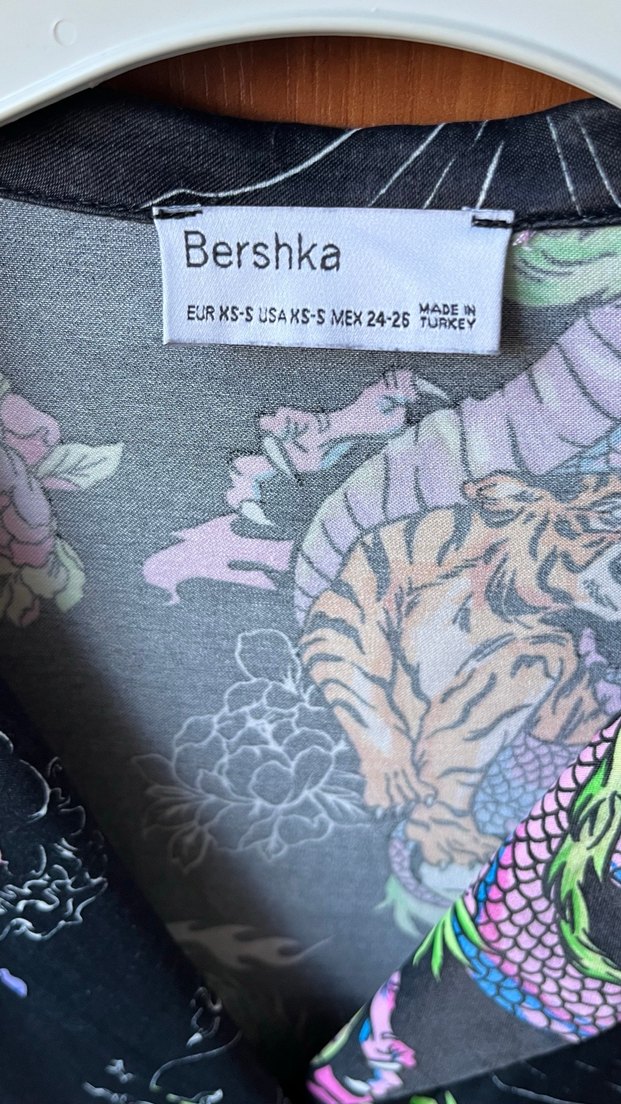 Bershka
EUR XS-S USA XS-S MEX 24-26 MADE IN
TURKEY